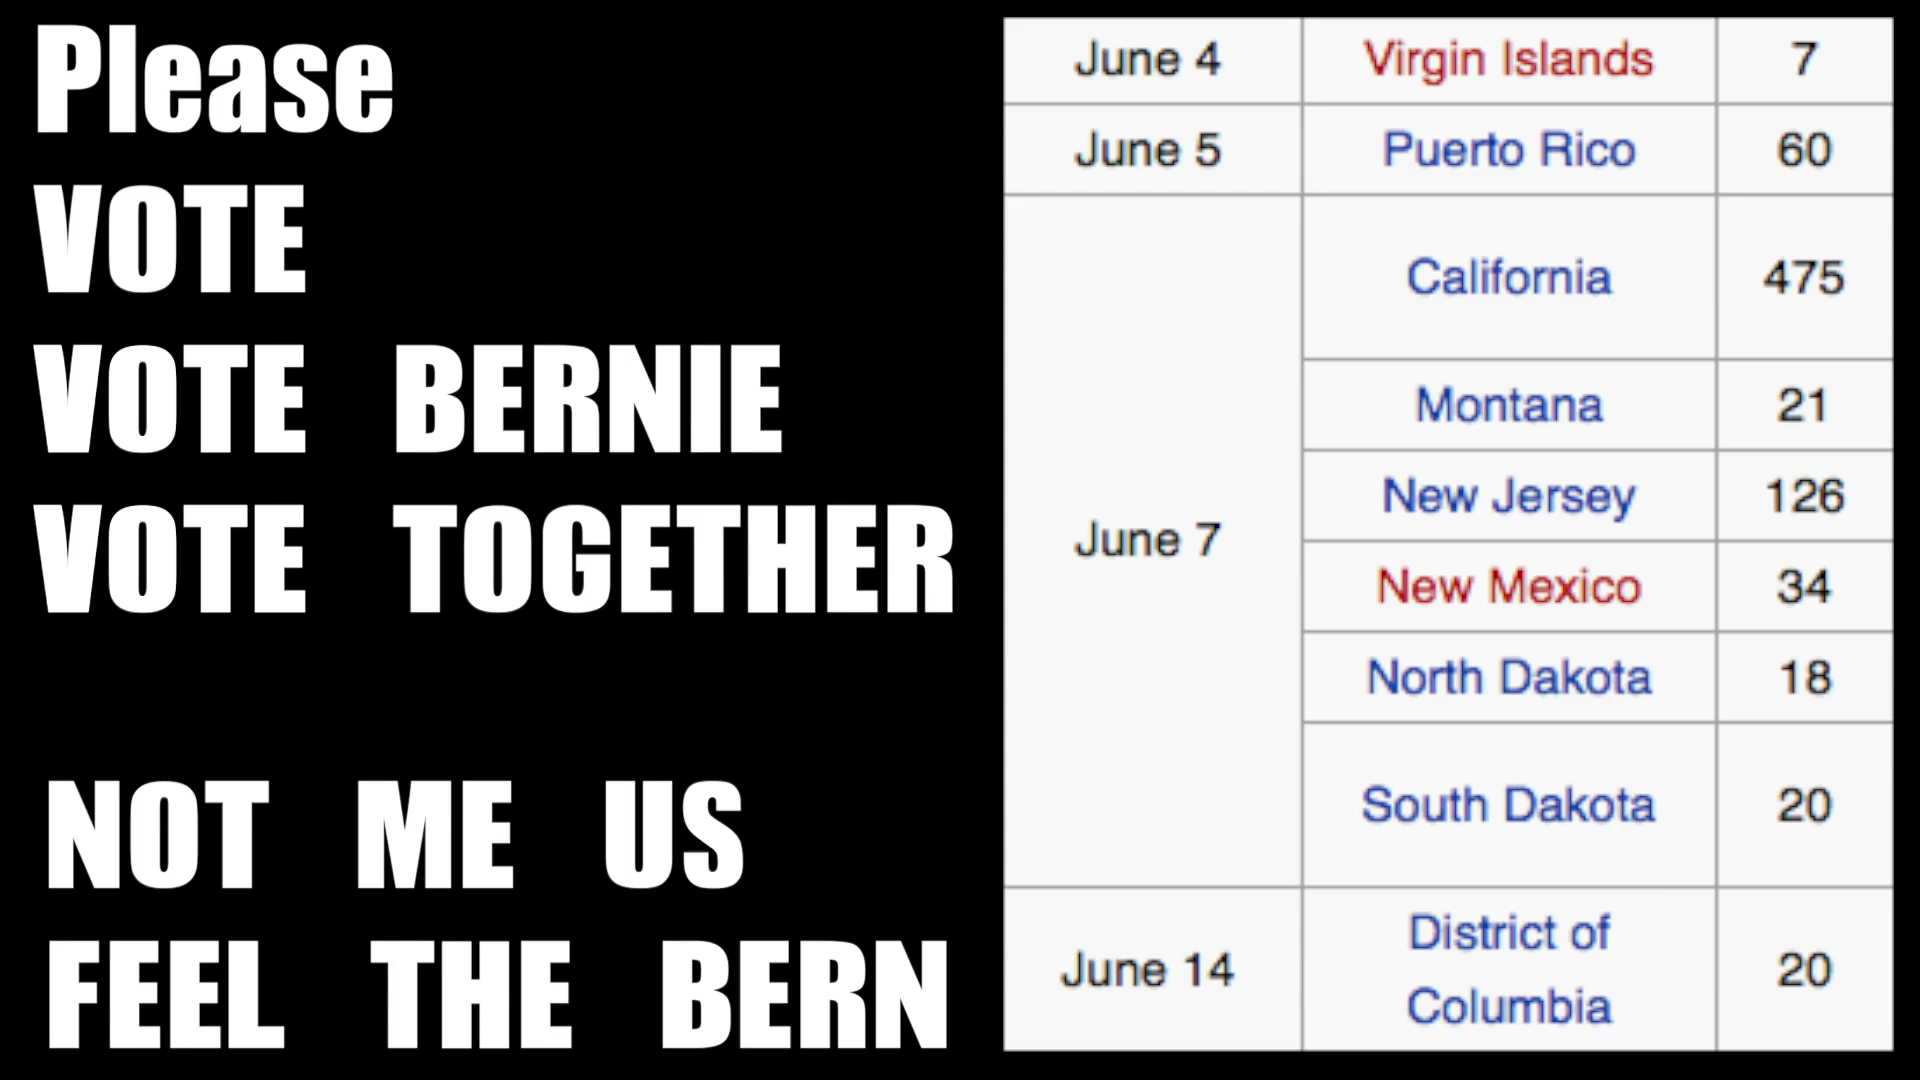 Please
VOTE
VOTE BERNIE
VOTE TOGETHER
NOT ME US
FEEL THE BERN
June 4 Virgin Islands 7
June 5 Puerto Rico 60
June 7
California 475
Montana 21
New Jersey 126
New Mexico 34
North Dakota 18
South Dakota 20
June 14
District of
Columbia
20